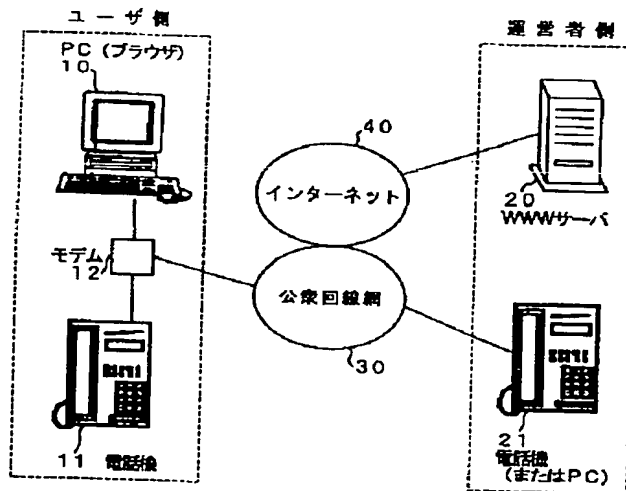 ユーザ側
PC(ブラウザ)
10
モデム
12
11 電話機
40
インターネット
公衆回線網
30
運営者側
20
WWWサーバ
21
電話機
(またはPC)